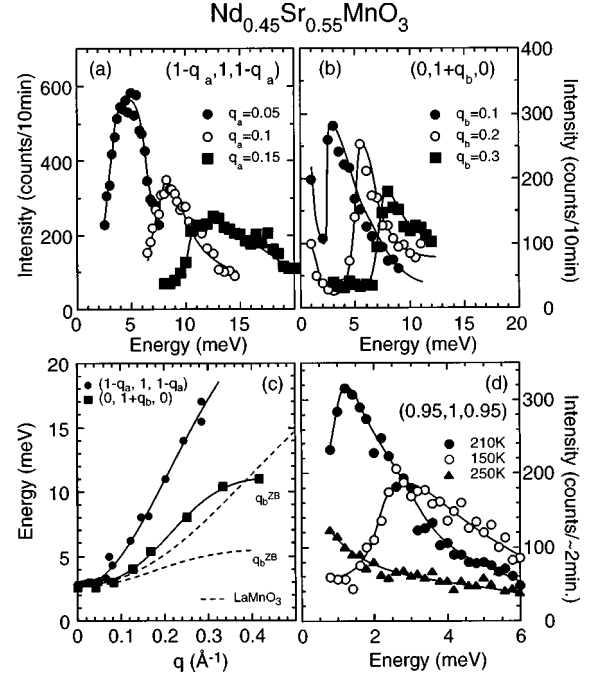 Nd0.45Sr0.55MnO3
(a) (1-qa,1,1-qa)
qa=0.05
qa=0.1
qa=0.15
Intensity (counts/10min)
600
400
200
0
0 5 10 15
Energy (meV)
(b) (0,1+qb,0)
qb=0.1
qb=0.2
qb=0.3
400
300
200
100
0
Intensity (counts/10min)
0 5 10 15 20
Energy (meV)
(c)
(1-qa, 1, 1-qa)
(0, 1+qb, 0)
Energy (meV)
20
15
10
5
0
qbZB
qbZB
LaMnO3
0 0.1 0.2 0.3 0.4
q (Å-1)
(d)
(0.95,1,0.95)
210K
150K
250K
300
200
100
0
Intensity (counts/~2min.)
2 4 6
Energy (meV)